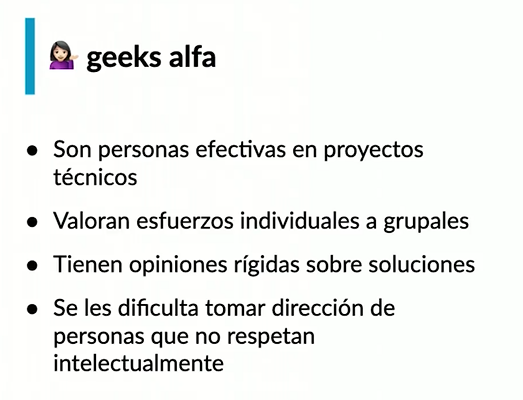 💁🏻‍♀️ geeks alfa
● Son personas efectivas en proyectos
técnicos
● Valoran esfuerzos individuales a grupales
● Tienen opiniones rígidas sobre soluciones
● Se les dificulta tomar dirección de
personas que no respetan
intelectualmente